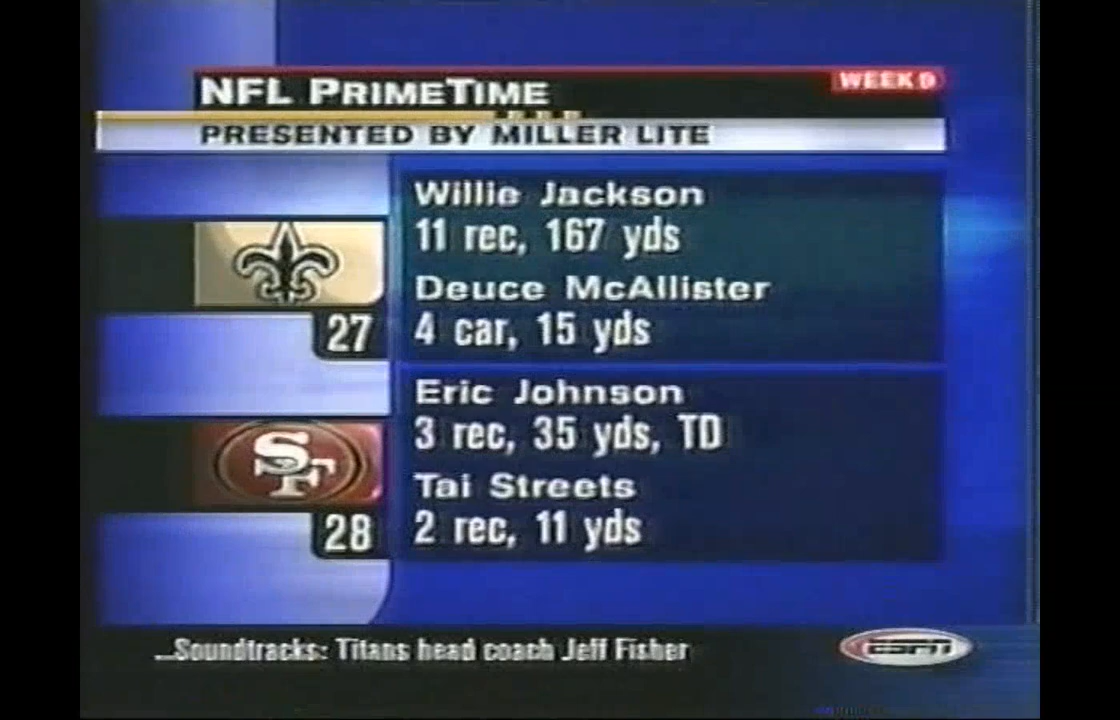 NFL PRIMETIME
WEEK 9
PRESENTED BY MILLER LITE
Willie Jackson
11 rec, 167 yds
Deuce McAllister
4 car, 15 yds
27
Eric Johnson
3 rec, 35 yds, TD
SF
Tai Streets
2 rec, 11 yds
28
...Soundtracks: Titans head coach Jeff Fisher
ESPN